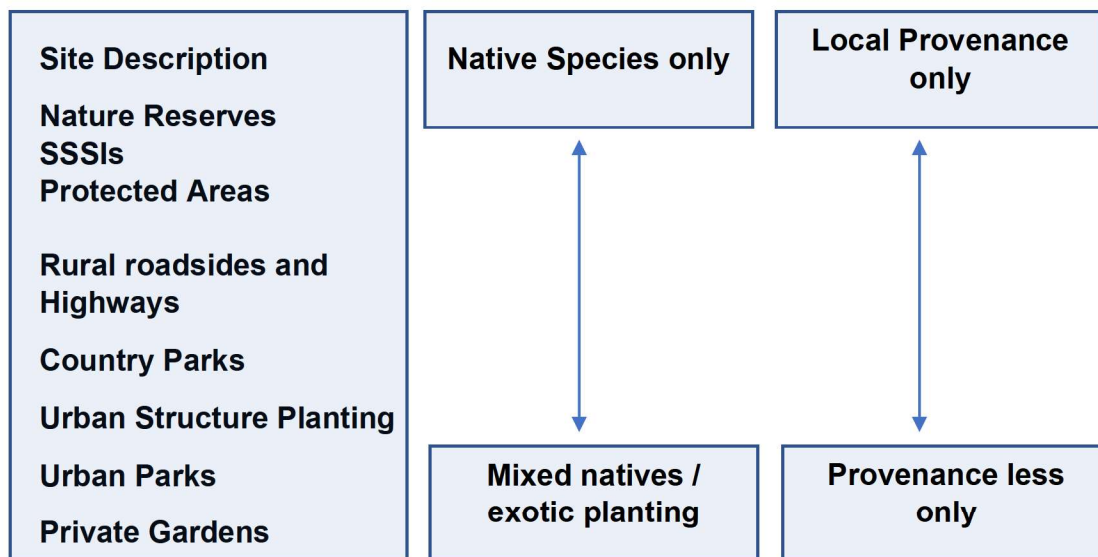 Site Description
Nature Reserves
SSSIs
Protected Areas
Rural roadsides and
Highways
Country Parks
Urban Structure Planting
Urban Parks
Private Gardens
Native Species only
Mixed natives /
exotic planting
Local Provenance
only
Provenance less
only